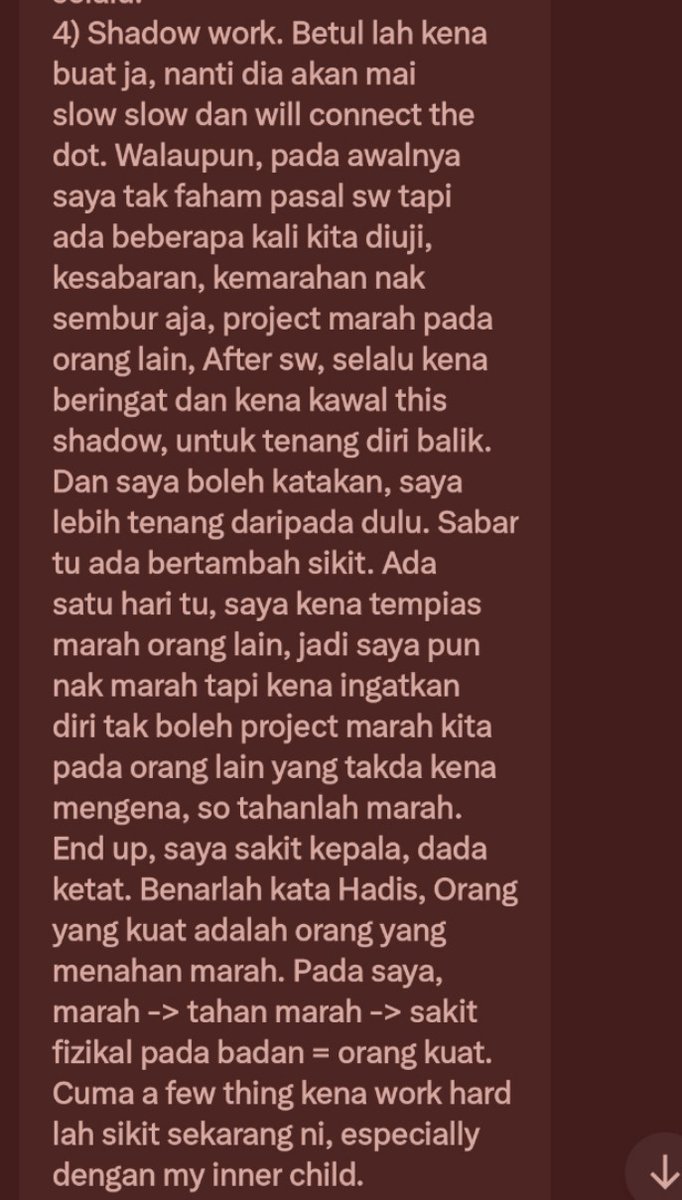 selalu.
4) Shadow work. Betul lah kena
buat ja, nanti dia akan mai
slow slow dan will connect the
dot. Walaupun, pada awalnya
saya tak faham pasal sw tapi
ada beberapa kali kita diuji,
kesabaran, kemarahan nak
sembur aja, project marah pada
orang lain, After sw, selalu kena
beringat dan kena kawal this
shadow, untuk tenang diri balik.
Dan saya boleh katakan, saya
lebih tenang daripada dulu. Sabar
tu ada bertambah sikit. Ada
satu hari tu, saya kena tempias
marah orang lain, jadi saya pun
nak marah tapi kena ingatkan
diri tak boleh project marah kita
pada orang lain yang takda kena
mengena, so tahanlah marah.
End up, saya sakit kepala, dada
ketat. Benarlah kata Hadis, Orang
yang kuat adalah orang yang
menahan marah. Pada saya,
marah -> tahan marah -> sakit
fizikal pada badan = orang kuat.
Cuma a few thing kena work hard
lah sikit sekarang ni, especially
dengan my inner child.